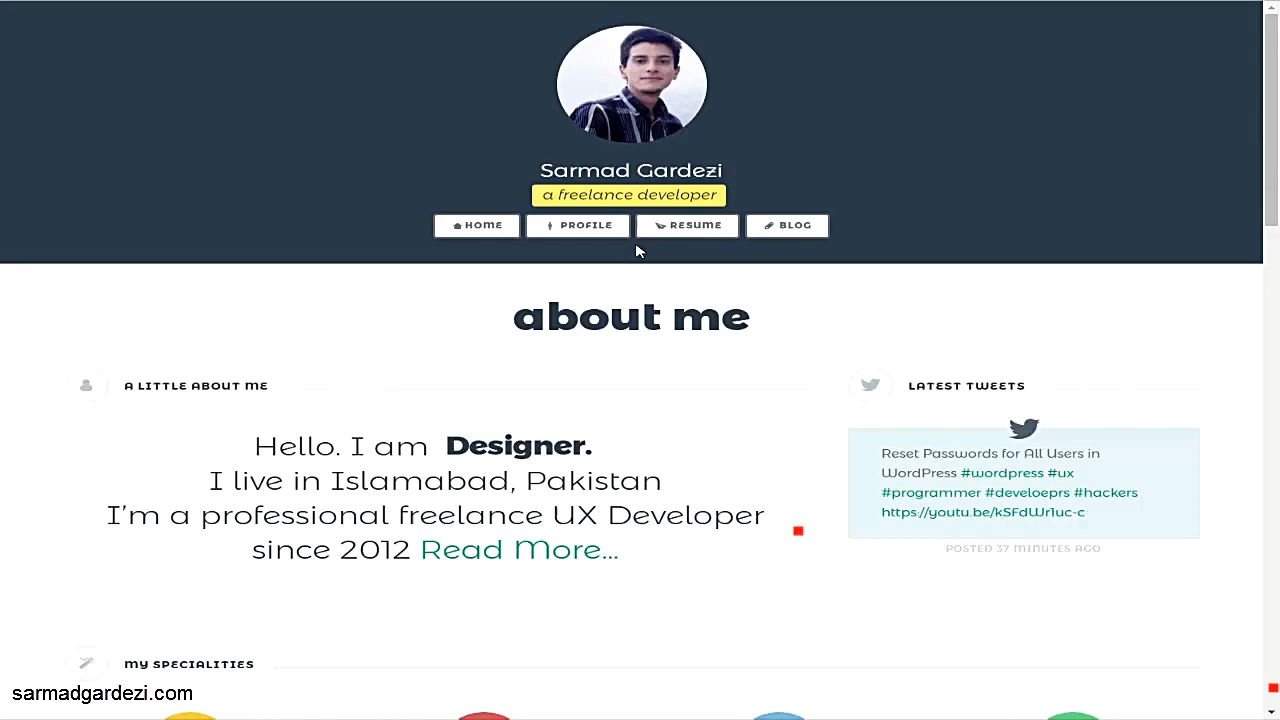 Sarmad Gardezi
a freelance developer
HOME PROFILE RESUME BLOG
about me
A LITTLE ABOUT ME
Hello. I am Designer.
I live in Islamabad, Pakistan
I'm a professional freelance UX Developer
since 2012 Read More...
LATEST TWEETS
Reset Passwords for All Users in
WordPress #wordpress #ux
#programmer #develoeprs #hackers
https://youtu.be/kSFdWr1uc-c
POSTED 37 MINUTES AGO
MY SPECIALITIES
sarmadgardezi.com